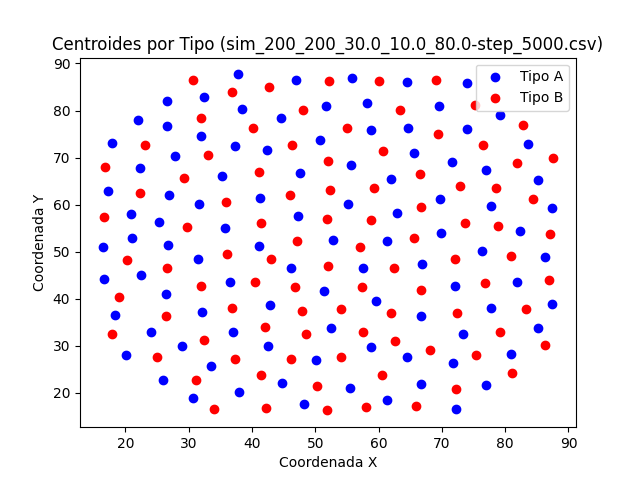 Centroides por Tipo (sim_200_200_30.0_10.0_80.0-step_5000.csv)
Tipo A
Tipo B
90
80
70
60
50
40
30
20
Coordenada Y
20 30 40 50 60 70 80 90
Coordenada X